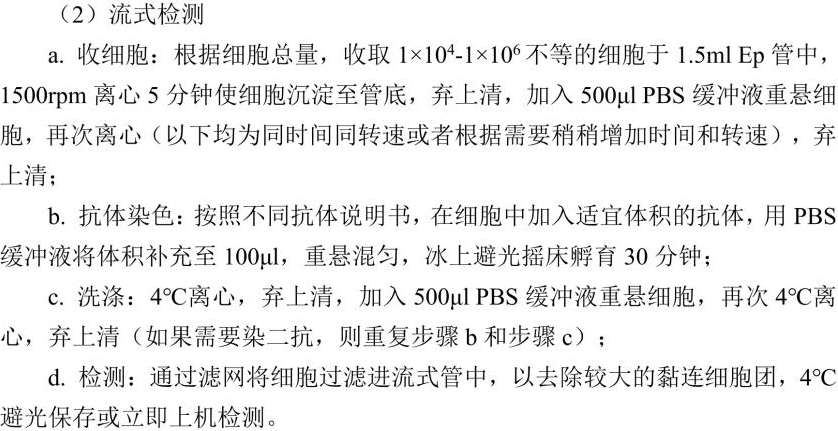 （2）流式检测
a. 收细胞：根据细胞总量，收取 1×10⁴-1×10⁶ 不等的细胞于 1.5ml Ep 管中，
1500rpm 离心 5 分钟使细胞沉淀至管底，弃上清，加入 500μl PBS 缓冲液重悬细
胞，再次离心（以下均为同时间同转速或者根据需要稍稍增加时间和转速），弃
上清；
b. 抗体染色：按照不同抗体说明书，在细胞中加入适宜体积的抗体，用 PBS
缓冲液将体积补充至 100μl，重悬混匀，冰上避光摇床孵育 30 分钟；
c. 洗涤：4℃离心，弃上清，加入 500μl PBS 缓冲液重悬细胞，再次 4℃离
心，弃上清（如果需要染二抗，则重复步骤 b 和步骤 c）；
d. 检测：通过滤网将细胞过滤进流式管中，以去除较大的黏连细胞团，4℃
避光保存或立即上机检测。